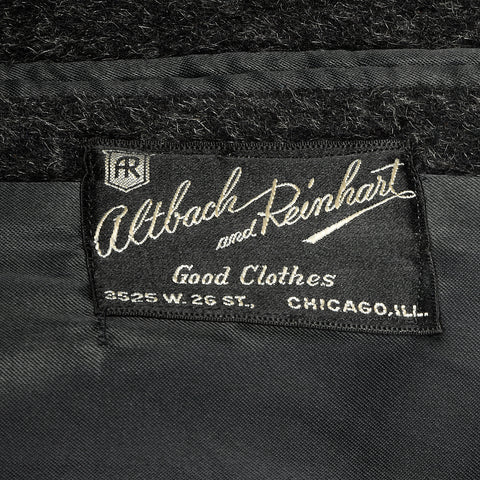 AR
Altbach and Reinhart
Good Clothes
3525 W. 26 ST., CHICAGO, ILL.